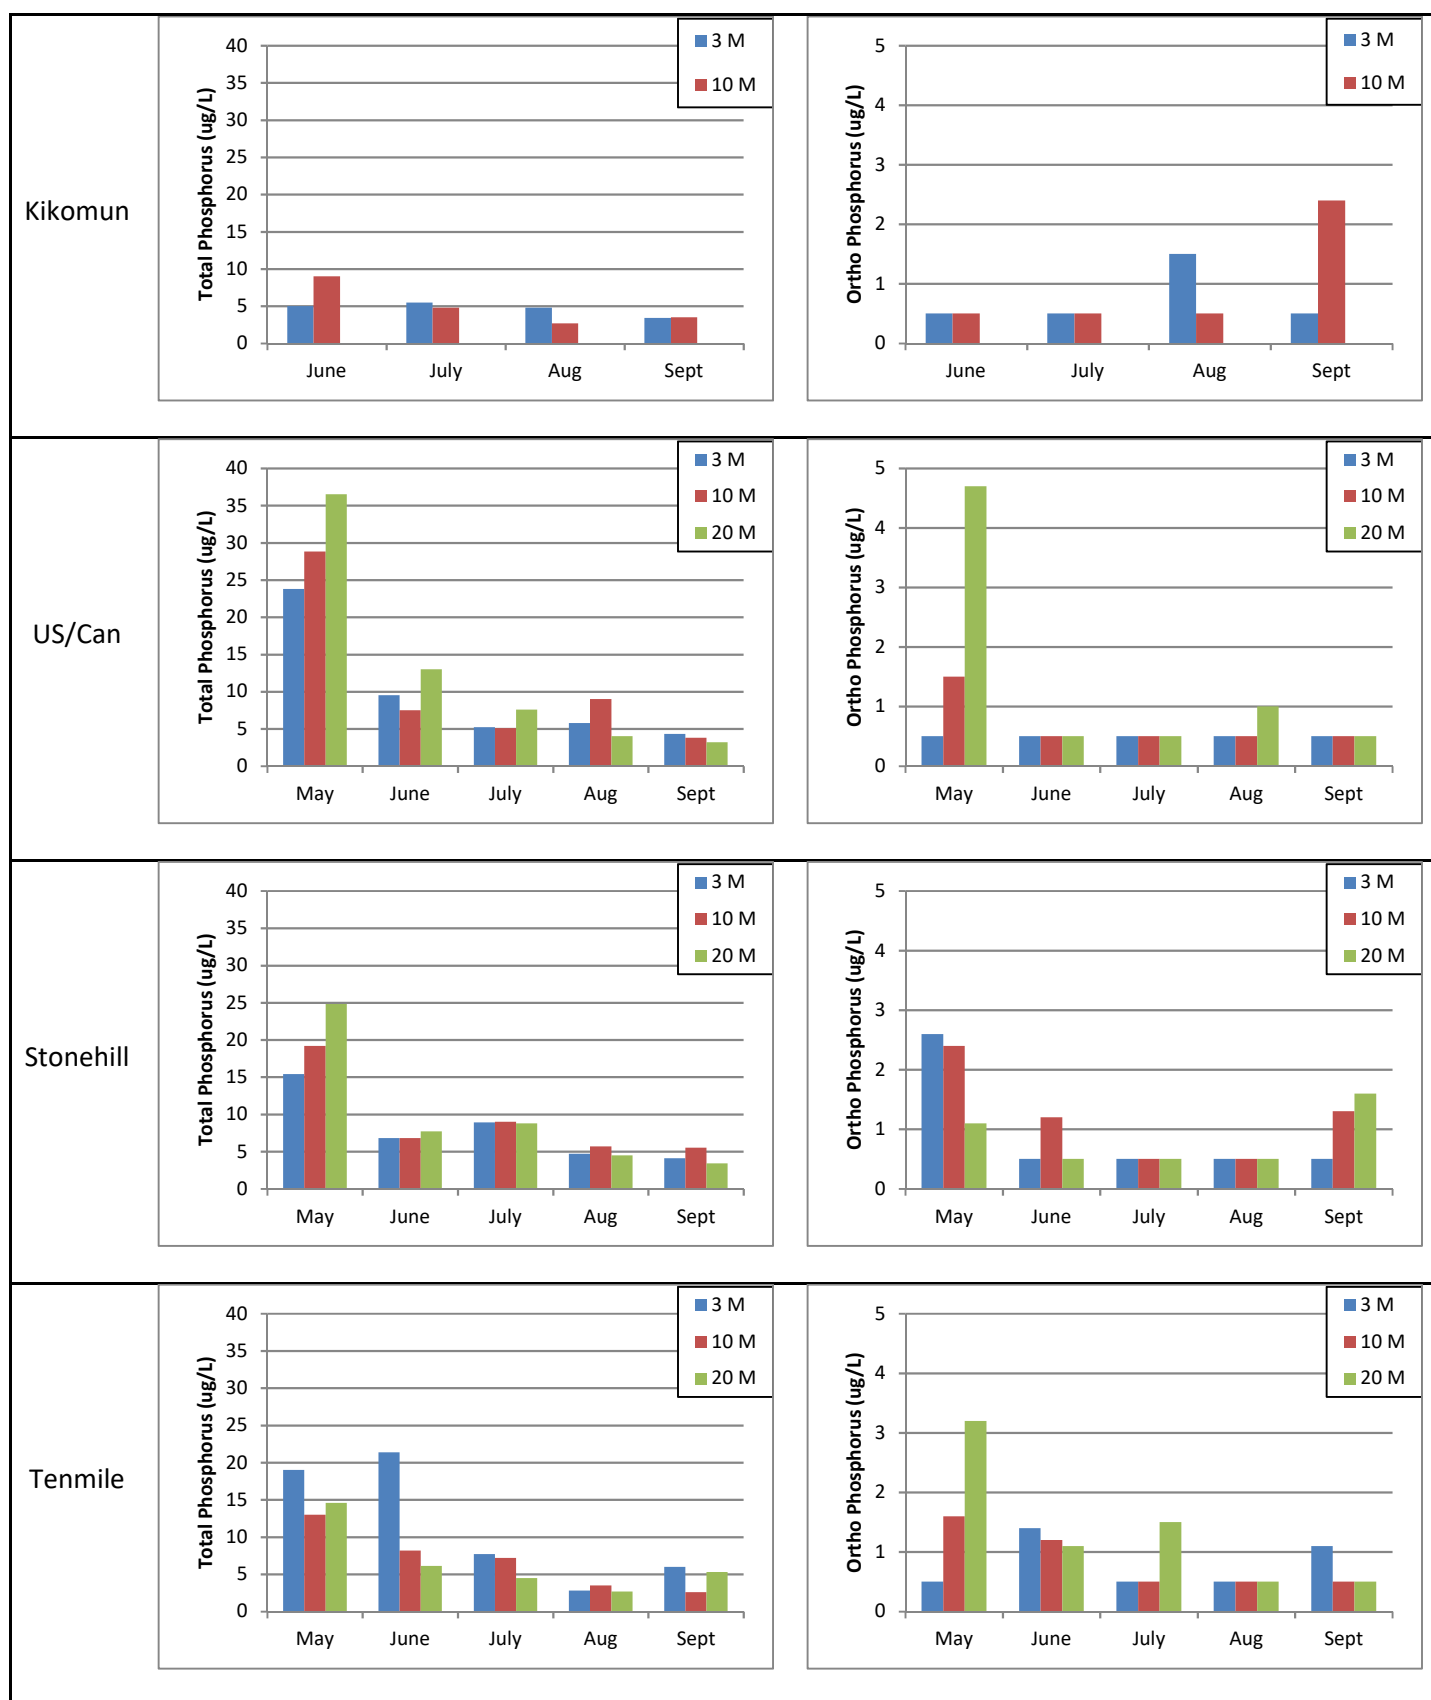 Kikomun
Total Phosphorus (ug/L)
40
35
30
25
20
15
10
5
0
June July Aug Sept
3 M
10 M
Ortho Phosphorus (ug/L)
5
4
3
2
1
0
June July Aug Sept
3 M
10 M
US/Can
Total Phosphorus (ug/L)
40
35
30
25
20
15
10
5
0
May June July Aug Sept
3 M
10 M
20 M
Ortho Phosphorus (ug/L)
5
4
3
2
1
0
May June July Aug Sept
3 M
10 M
20 M
Stonehill
Total Phosphorus (ug/L)
40
35
30
25
20
15
10
5
0
May June July Aug Sept
3 M
10 M
20 M
Ortho Phosphorus (ug/L)
5
4
3
2
1
0
May June July Aug Sept
3 M
10 M
20 M
Tenmile
Total Phosphorus (ug/L)
40
35
30
25
20
15
10
5
0
May June July Aug Sept
3 M
10 M
20 M
Ortho Phosphorus (ug/L)
5
4
3
2
1
0
May June July Aug Sept
3 M
10 M
20 M